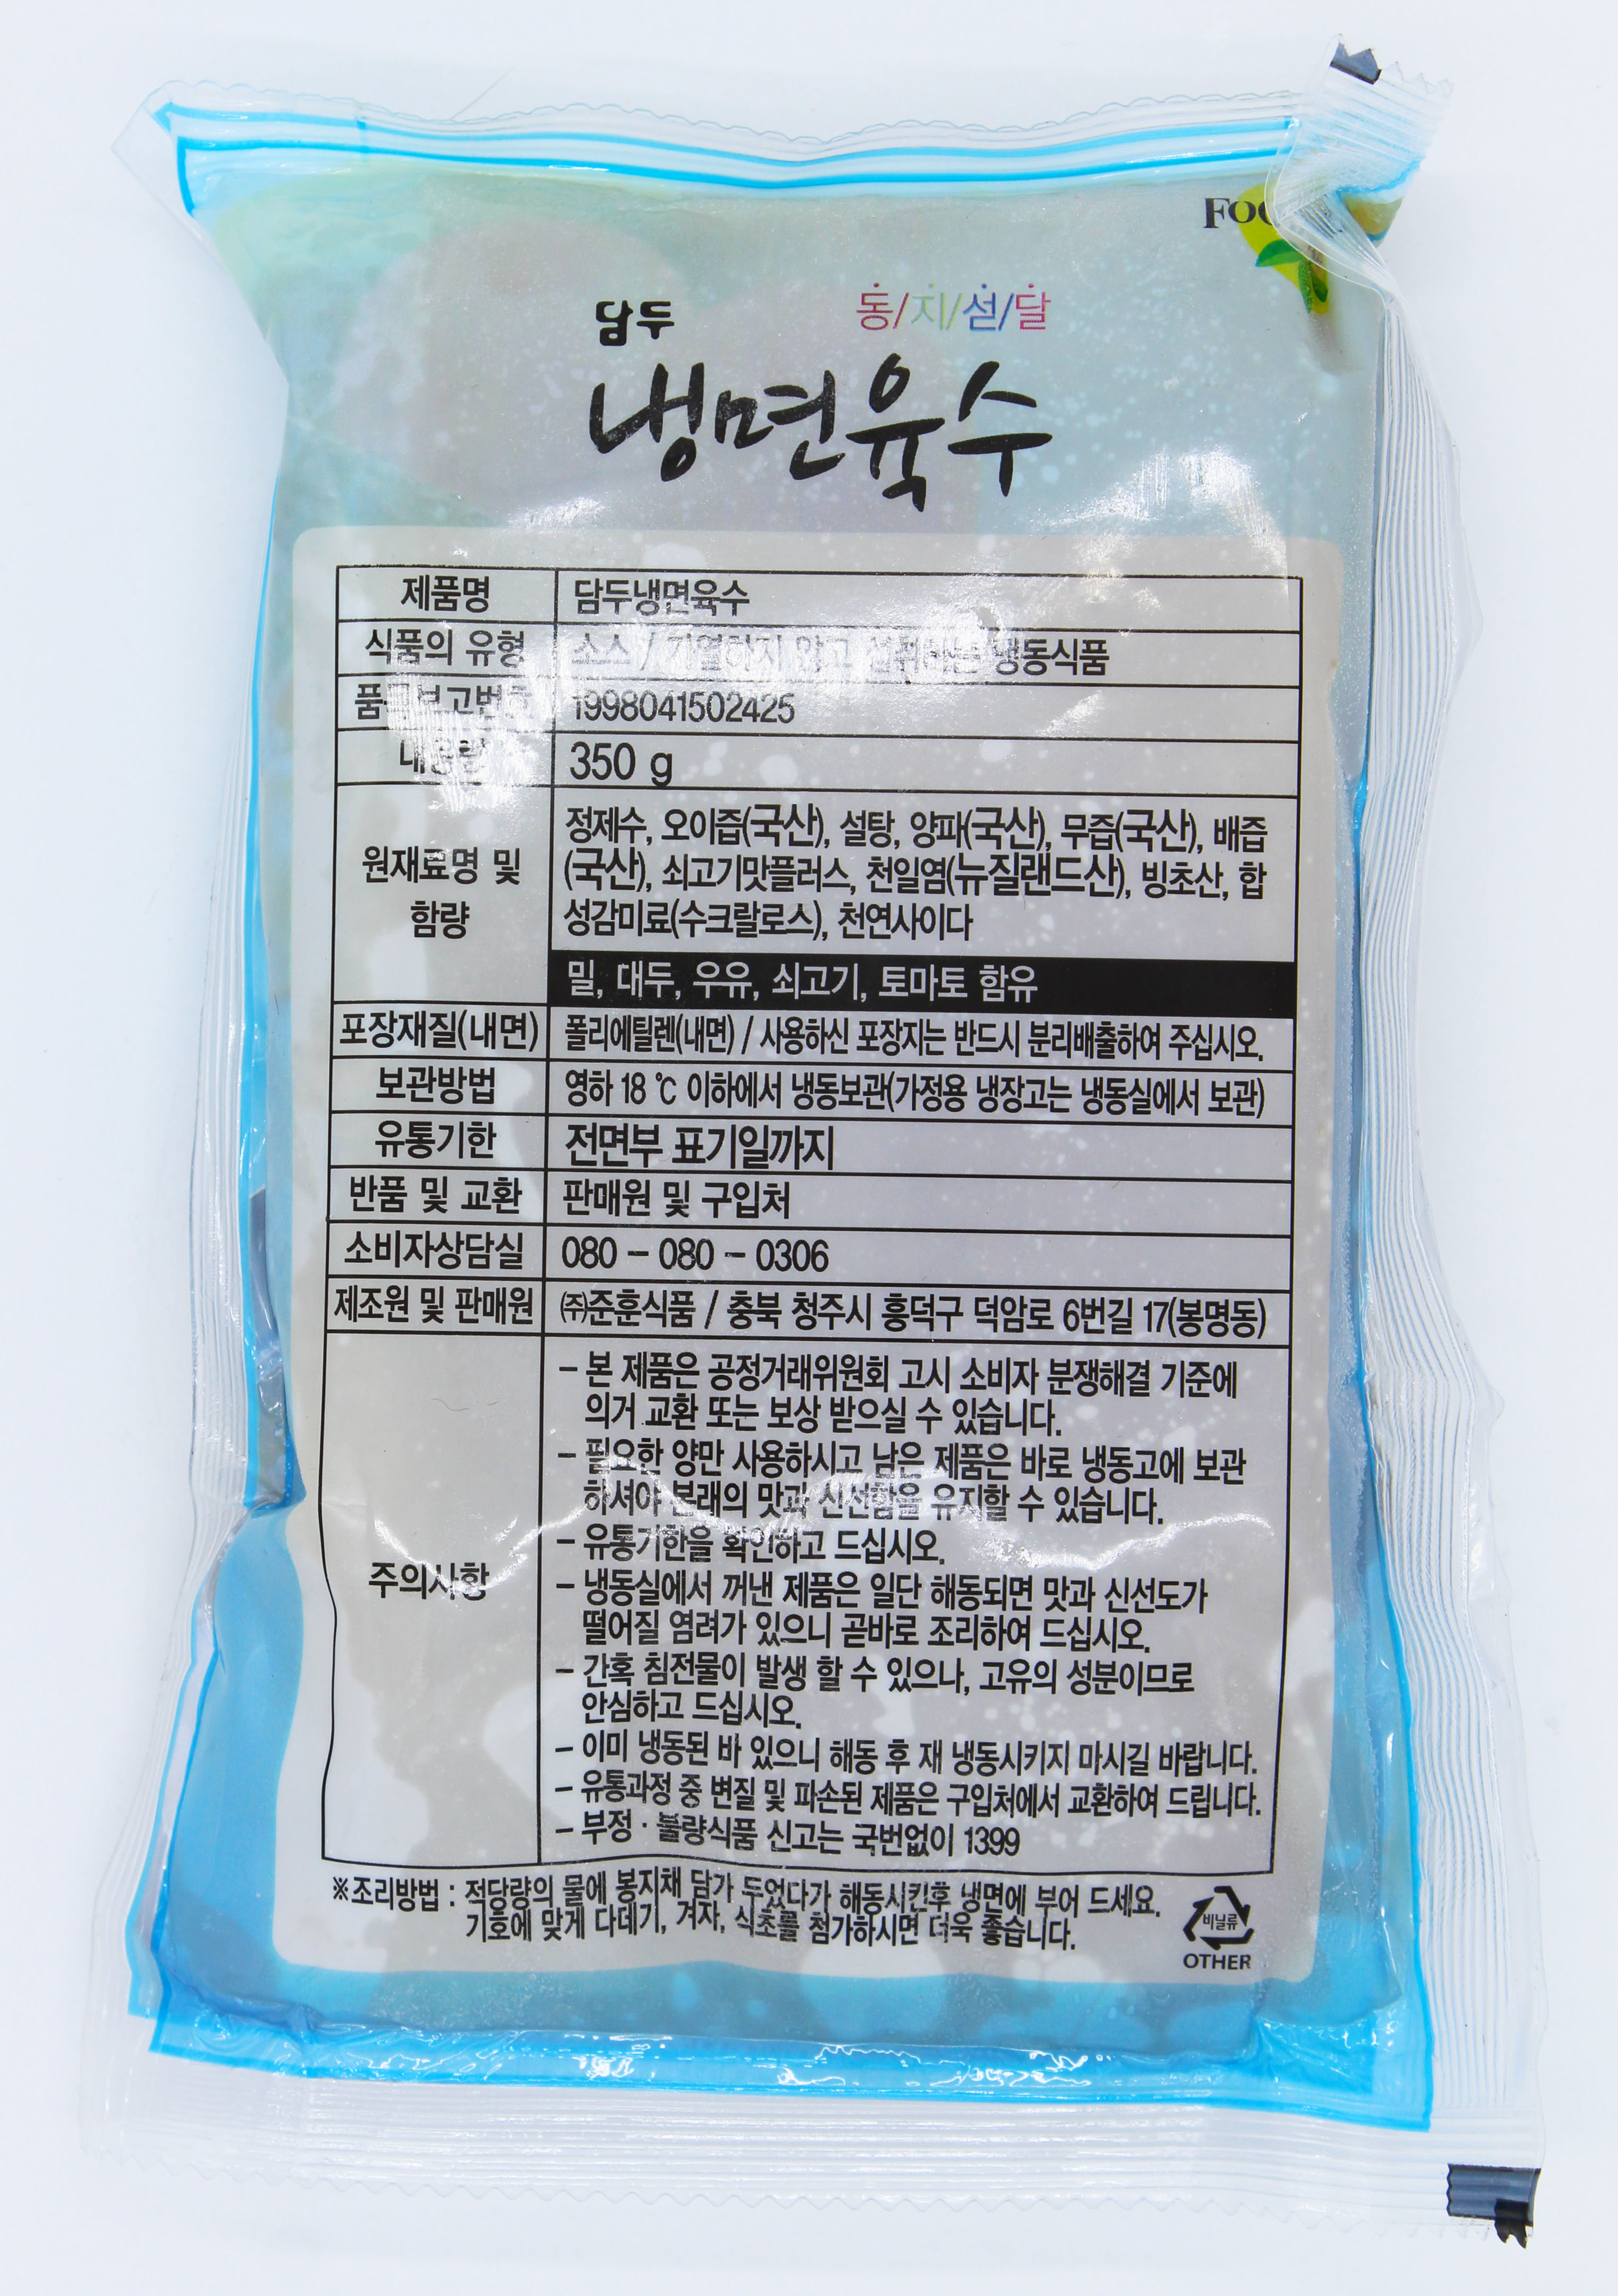 담두
동/지/섣/달
냉면육수
제품명 담두냉면육수
식품의 유형 소스 / 가열하지 않고 섭취하는 냉동식품
품목보고번호 1998041502425
내용량 350 g
원재료명 및
함량
정제수, 오이즙(국산), 설탕, 양파(국산), 무즙(국산), 배즙
(국산), 쇠고기맛플러스, 천일염(뉴질랜드산), 빙초산, 합
성감미료(수크랄로스), 천연사이다
밀, 대두, 우유, 쇠고기, 토마토 함유
포장재질(내면) 폴리에틸렌(내면) / 사용하신 포장지는 반드시 분리배출하여 주십시오.
보관방법 영하 18 ℃ 이하에서 냉동보관(가정용 냉장고는 냉동실에서 보관)
유통기한 전면부 표기일까지
반품 및 교환 판매원 및 구입처
소비자상담실 080 – 080 – 0306
제조원 및 판매원 ㈜준훈식품 / 충북 청주시 흥덕구 덕암로 6번길 17(봉명동)
주의사항
– 본 제품은 공정거래위원회 고시 소비자 분쟁해결 기준에
의거 교환 또는 보상 받으실 수 있습니다.
– 필요한 양만 사용하시고 남은 제품은 바로 냉동고에 보관
하셔야 본래의 맛과 신선함을 유지할 수 있습니다.
– 유통기한을 확인하고 드십시오.
– 냉동실에서 꺼낸 제품은 일단 해동되면 맛과 신선도가
떨어질 염려가 있으니 곧바로 조리하여 드십시오.
– 간혹 침전물이 발생 할 수 있으나, 고유의 성분이므로
안심하고 드십시오.
– 이미 냉동된 바 있으니 해동 후 재 냉동시키지 마시길 바랍니다.
– 유통과정 중 변질 및 파손된 제품은 구입처에서 교환하여 드립니다.
– 부정 · 불량식품 신고는 국번없이 1399
※조리방법 : 적당량의 물에 봉지채 담가 두었다가 해동시킨후 냉면에 부어 드세요.
기호에 맞게 다데기, 겨자, 식초를 첨가하시면 더욱 좋습니다.
비닐류
OTHER